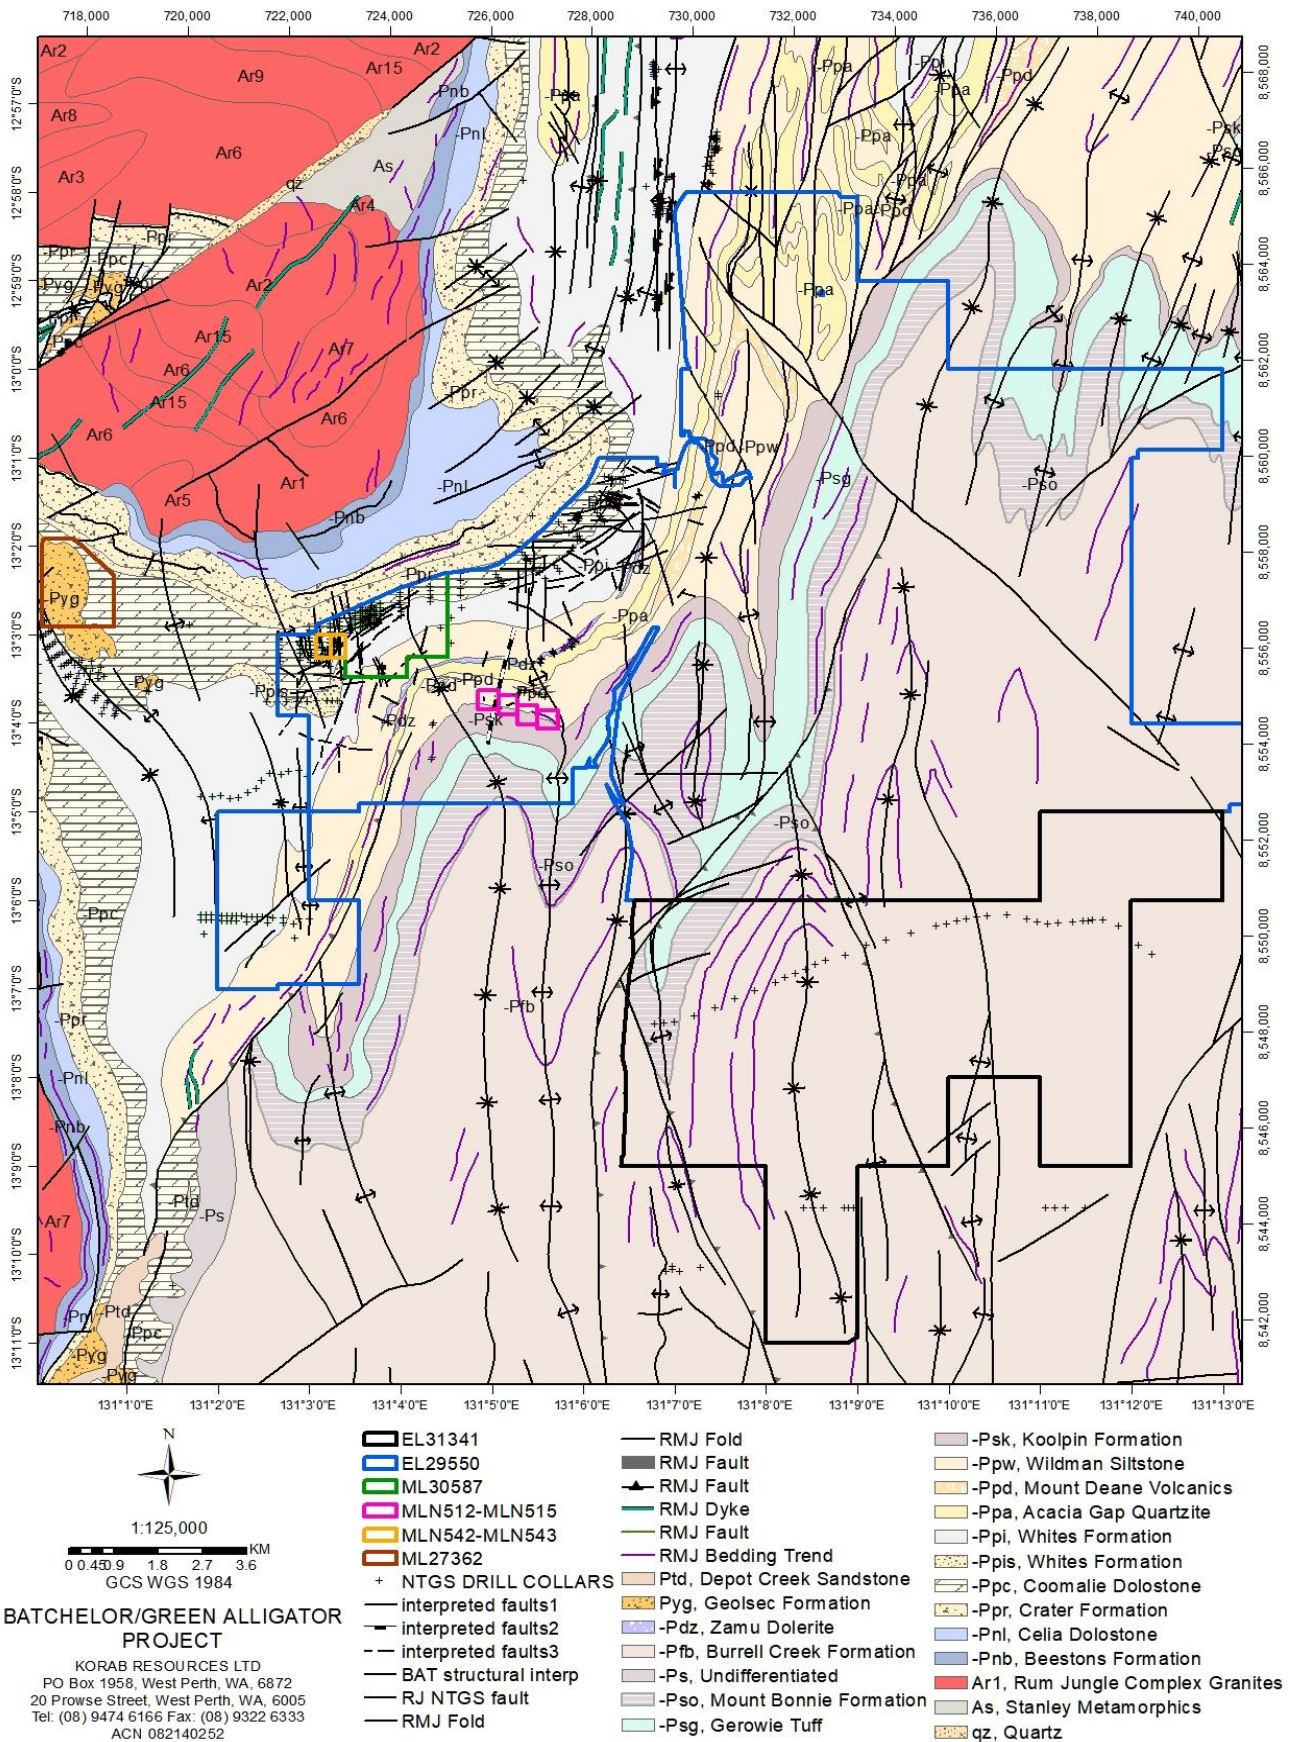 718,000 720,000 722,000 724,000 726,000 728,000 730,000 732,000 734,000 736,000 738,000 740,000
12°57'0"S
12°58'0"S
12°59'0"S
13°0'0"S
13°1'0"S
13°2'0"S
13°3'0"S
13°4'0"S
13°5'0"S
13°6'0"S
13°7'0"S
13°8'0"S
13°9'0"S
13°10'0"S
13°11'0"S
8,568,000
8,566,000
8,564,000
8,562,000
8,560,000
8,558,000
8,556,000
8,554,000
8,552,000
8,550,000
8,548,000
8,546,000
8,544,000
8,542,000
Ar2
Ar2
Ar9
Ar15
Ar8
Ar6
Ar3
Pnb
-Pnl
As
qz
Ar4
-Ppa
-Ppa
-Ppi
-Ppa
-Ppd
-Ppa
-Ppa
-Ppa
-Ppd
-Psk
-Ppr
-Ppr
-Ppc
Pyg
-Pyg
Ar2
Ar15
Ar7
Ar6
Ar15
Ar6
Ar6
-Ppr
-Ppa
Ppd
-Ppw
-Psg
-Pso
Ar5
Ar1
-Pnb
-Pnl
Ppr
-Ppi
Pdz
-Ppa
Pyg
-Pyg
-Ppis
-Pdz
-Ppd
-Ppd
Pdz
Ppd
-Psk
-Pso
-Pso
-Ppc
-Ppr
-Pnl
-Pnb
Ar7
-Pfb
-Ptd
-Ps
-Ptd
-Ppc
-Pyg
Pyg
131°1'0"E 131°2'0"E 131°3'0"E 131°4'0"E 131°5'0"E 131°6'0"E 131°7'0"E 131°8'0"E 131°9'0"E 131°10'0"E 131°11'0"E 131°12'0"E 131°13'0"E
N
1:125,000
KM
0 0.45 0.9 1.8 2.7 3.6
GCS WGS 1984
BATCHELOR/GREEN ALLIGATOR
PROJECT
KORAB RESOURCES LTD
PO Box 1958, West Perth, WA, 6872
20 Prowse Street, West Perth, WA, 6005
Tel: (08) 9474 6166 Fax: (08) 9322 6333
ACN 082140252
EL31341
EL29550
ML30587
MLN512-MLN515
MLN542-MLN543
ML27362
NTGS DRILL COLLARS
interpreted faults1
interpreted faults2
interpreted faults3
BAT structural interp
RJ NTGS fault
RMJ Fold
RMJ Fold
RMJ Fault
RMJ Fault
RMJ Dyke
RMJ Fault
RMJ Bedding Trend
Ptd, Depot Creek Sandstone
Pyg, Geolsec Formation
-Pdz, Zamu Dolerite
-Pfb, Burrell Creek Formation
-Ps, Undifferentiated
-Pso, Mount Bonnie Formation
-Psg, Gerowie Tuff
-Psk, Koolpin Formation
-Ppw, Wildman Siltstone
-Ppd, Mount Deane Volcanics
-Ppa, Acacia Gap Quartzite
-Ppi, Whites Formation
-Ppis, Whites Formation
-Ppc, Coomalie Dolostone
-Ppr, Crater Formation
-Pnl, Celia Dolostone
-Pnb, Beestons Formation
Ar1, Rum Jungle Complex Granites
As, Stanley Metamorphics
qz, Quartz